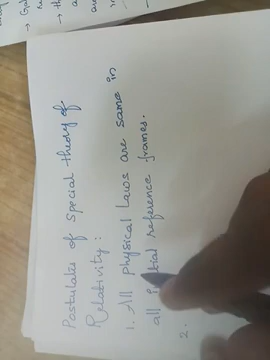 Postulates of special theory of
Relativity:
1. All physical Laws are same in
all reference frames.
2.